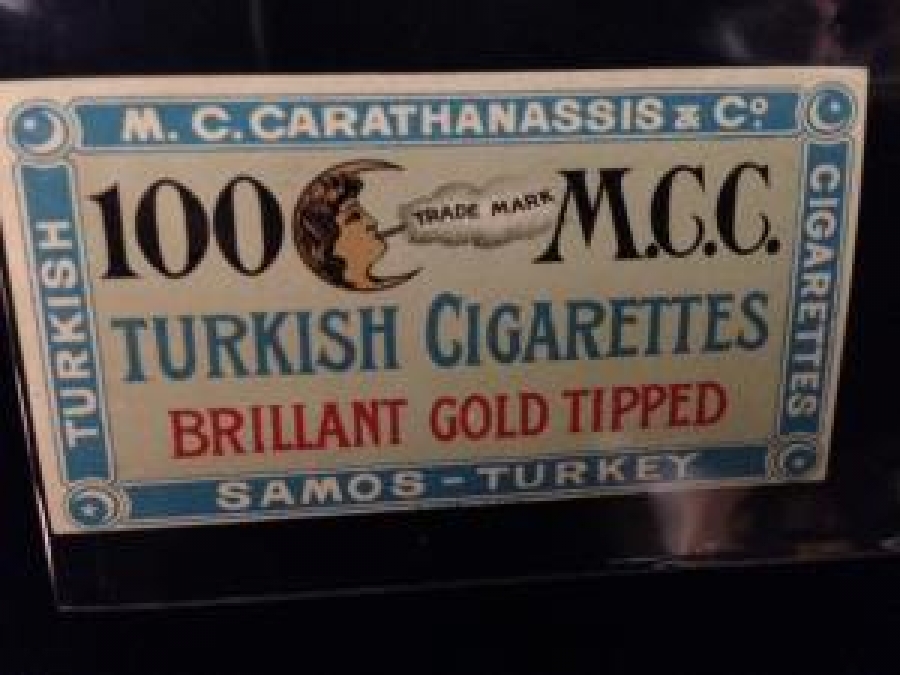 M. C. CARATHANASSIS & Cº.
TURKISH
100
TRADE MARK
M.C.C.
CIGARETTES
TURKISH CIGARETTES
BRILLANT GOLD TIPPED
SAMOS - TURKEY